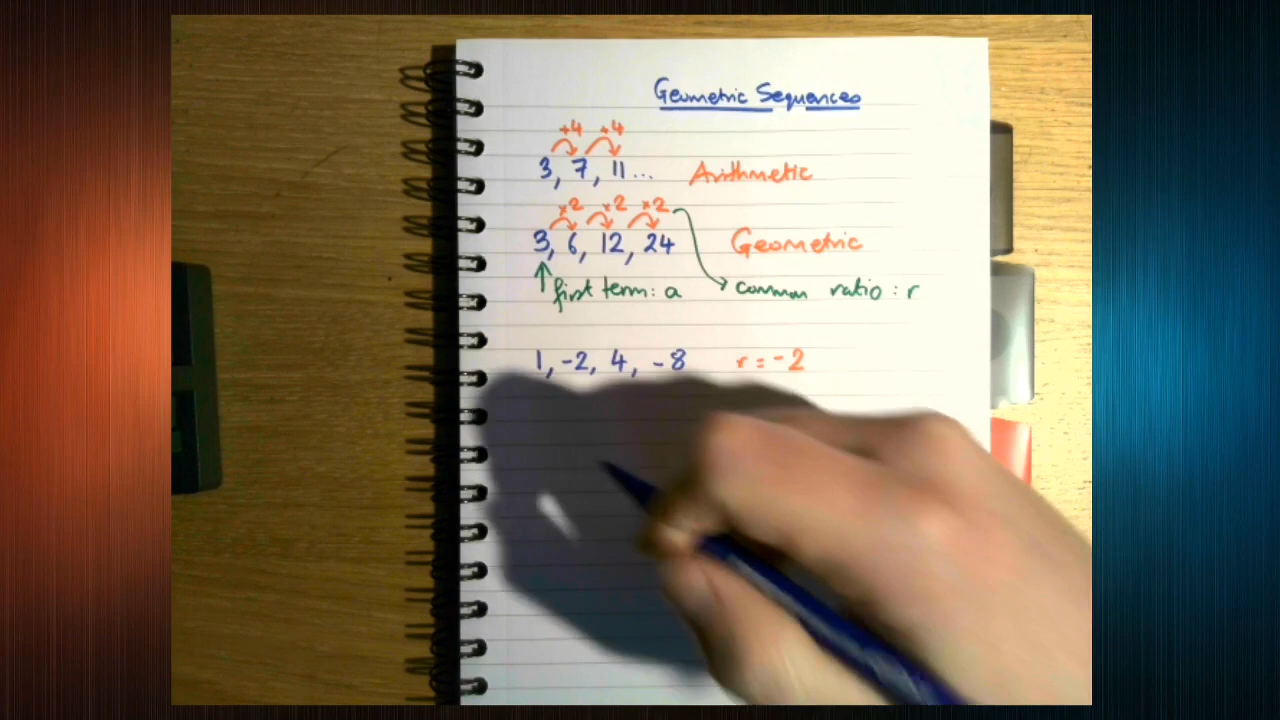 Geometric Sequences
+4 +4
3, 7, 11... Arithmetic
×2 ×2 ×2
3, 6, 12, 24 Geometric
first term: a common ratio: r
1, -2, 4, -8 r = -2